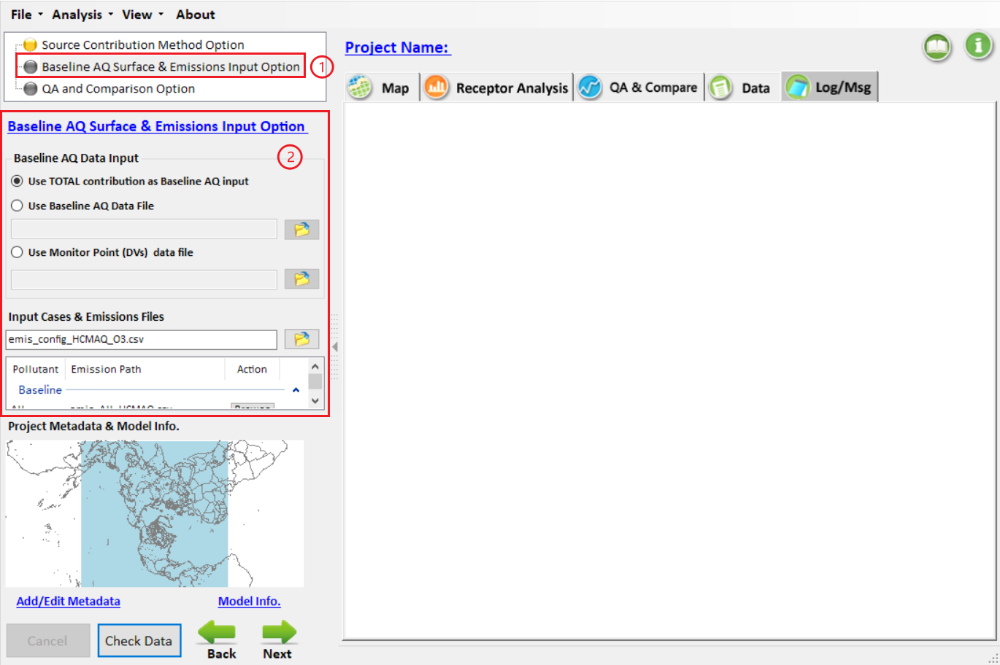 File Analysis View About
Source Contribution Method Option
Baseline AQ Surface & Emissions Input Option
1
QA and Comparison Option
Project Name:
Map Receptor Analysis QA & Compare Data Log/Msg
Baseline AQ Surface & Emissions Input Option
2
Baseline AQ Data Input
Use TOTAL contribution as Baseline AQ input
Use Baseline AQ Data File
Use Monitor Point (DVs) data file
Input Cases & Emissions Files
emis_config_HCMAQ_O3.csv
Pollutant Emission Path Action
Baseline
Project Metadata & Model Info.
Add/Edit Metadata Model Info.
Cancel Check Data Back Next